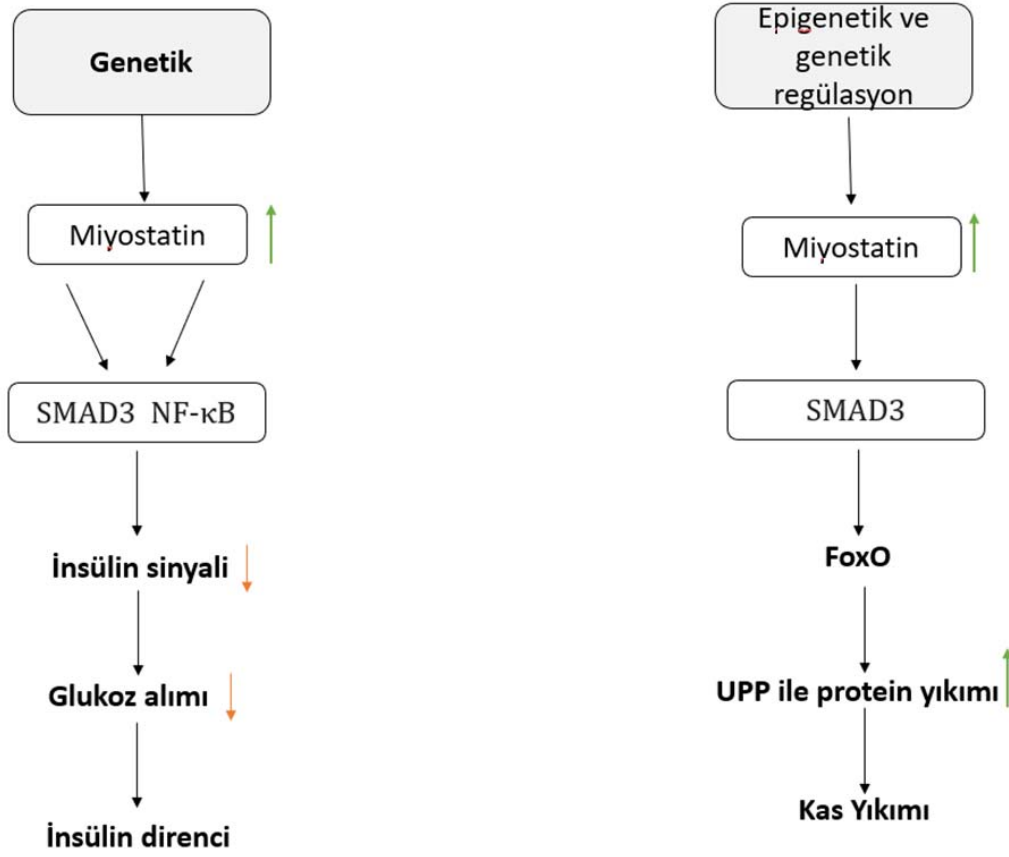 Genetik
Miyostatin
SMAD3 NF-κB
İnsülin sinyali
Glukoz alımı
İnsülin direnci
Epigenetik ve
genetik
regülasyon
Miyostatin
SMAD3
FoxO
UPP ile protein yıkımı
Kas Yıkımı